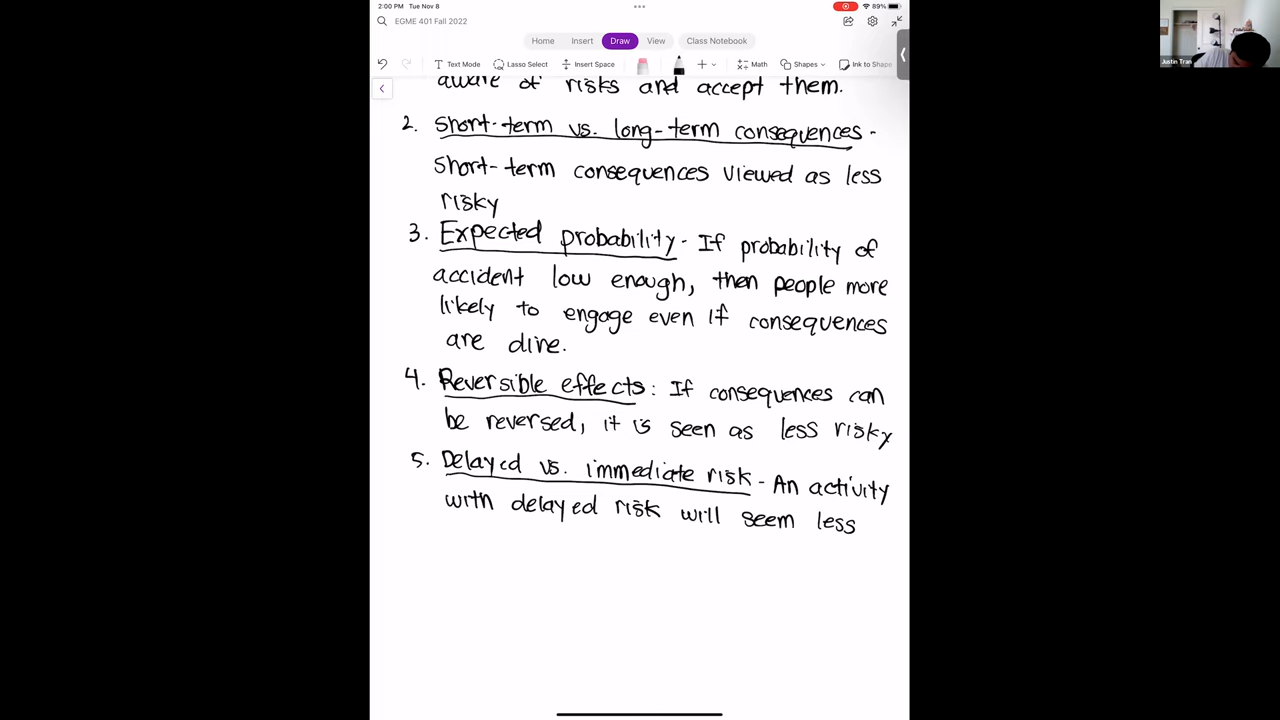 2:00 PM Tue Nov 8
89%
EGME 401 Fall 2022
Home Insert Draw View Class Notebook
Text Mode Lasso Select Insert Space Math Shapes Ink to Shape
aware of risks and accept them.
2. Short-term vs. long-term consequences -
Short-term consequences viewed as less
risky
3. Expected probability - If probability of
accident low enough, then people more
likely to engage even if consequences
are dire.
4. Reversible effects: If consequences can
be reversed, it is seen as less risky
5. Delayed vs. immediate risk - An activity
with delayed risk will seem less
Justin Tran